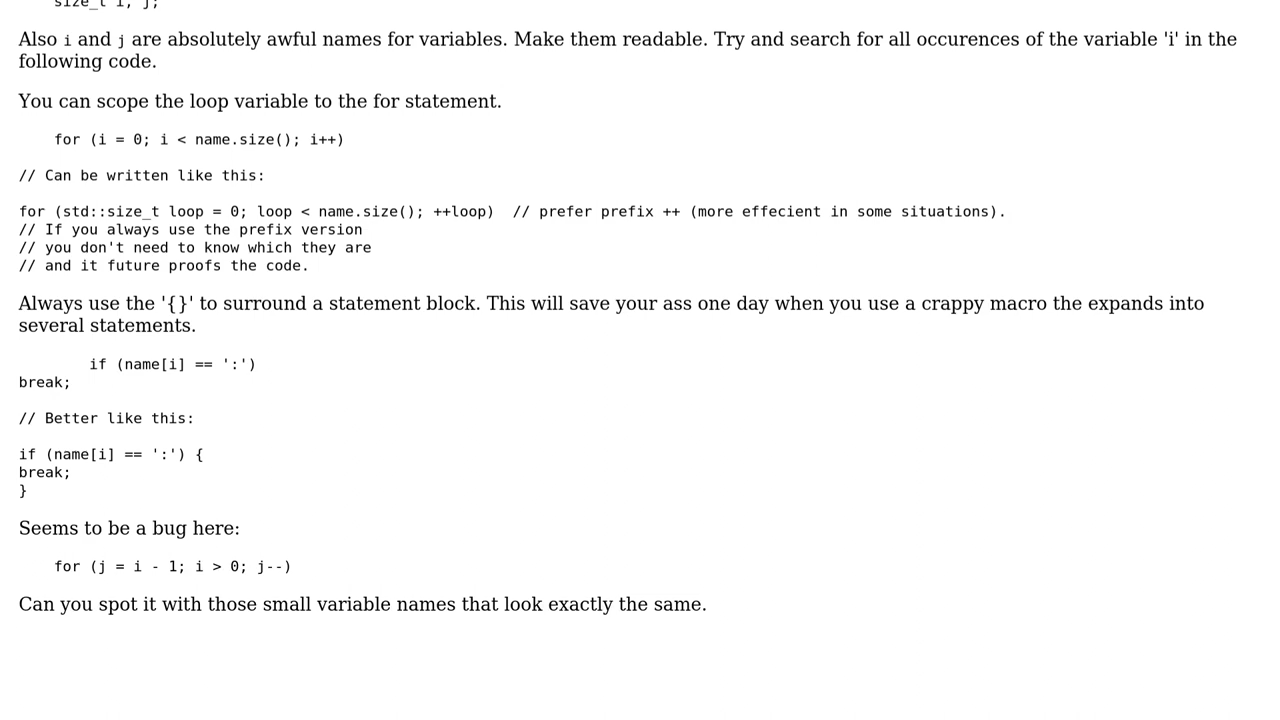 size_t i, j;
Also i and j are absolutely awful names for variables. Make them readable. Try and search for all occurences of the variable 'i' in the
following code.
You can scope the loop variable to the for statement.
for (i = 0; i < name.size(); i++)
// Can be written like this:
for (std::size_t loop = 0; loop < name.size(); ++loop)  // prefer prefix ++ (more effecient in some situations).
// If you always use the prefix version
// you don't need to know which they are
// and it future proofs the code.
Always use the '{}' to surround a statement block. This will save your ass one day when you use a crappy macro the expands into
several statements.
if (name[i] == ':')
break;
// Better like this:
if (name[i] == ':') {
break;
}
Seems to be a bug here:
for (j = i - 1; i > 0; j--)
Can you spot it with those small variable names that look exactly the same.